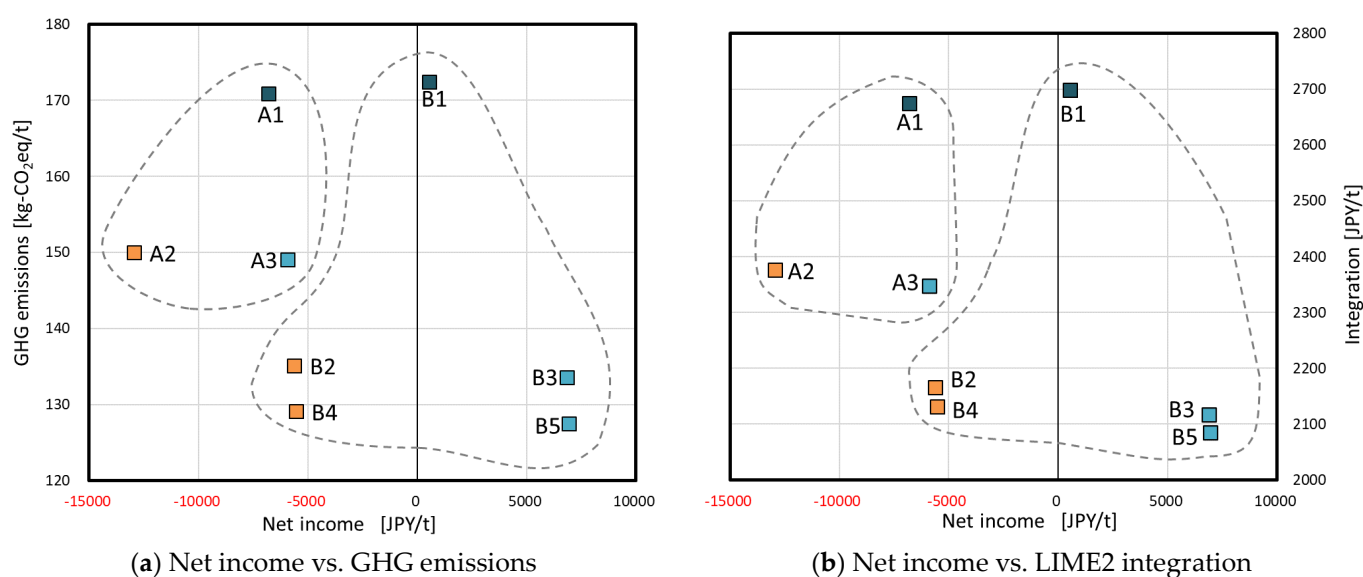 180
170
160
150
140
130
120
GHG emissions [kg-CO₂eq/t]
A1
B1
A2
A3
B2
B4
B3
B5
-15000 -10000 -5000 0 5000 10000
Net income [JPY/t]
(a) Net income vs. GHG emissions
2800
2700
2600
2500
2400
2300
2200
2100
2000
Integration [JPY/t]
A1
B1
A2
A3
B2
B4
B3
B5
-15000 -10000 -5000 0 5000 10000
Net income [JPY/t]
(b) Net income vs. LIME2 integration